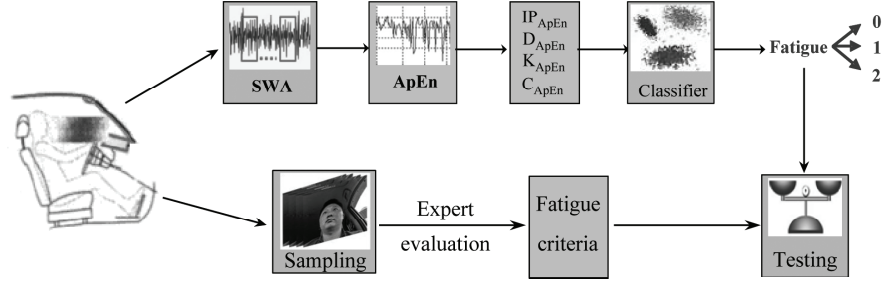 SWA
ApEn
IP_ApEn
D_ApEn
K_ApEn
C_ApEn
Classifier
Fatigue
0
1
2
Sampling
Expert
evaluation
Fatigue
criteria
Testing